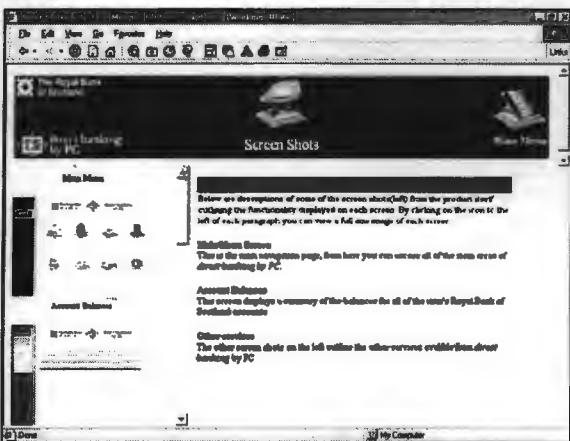 File Edit View Go Favorites Help
Links
The Royal Bank
of Scotland
direct banking
by PC
Screen Shots
Main Menu
Main Menu
Below are descriptions of some of the screen shots(left) from the product itself
outlining the functionality displayed on each screen. By clicking on the icon to the
left of each paragraph you can view a full size image of each screen
Main Menu Screen
This is the main navigation page, from here you can access all of the main areas of
direct banking by PC.
Account Balances
This screen displays a summary of the balances for all of the user's Royal Bank of
Scotland accounts
Account Balances
Other services
The other screen shots on the left outline the other services available from direct
banking by PC
Done
My Computer